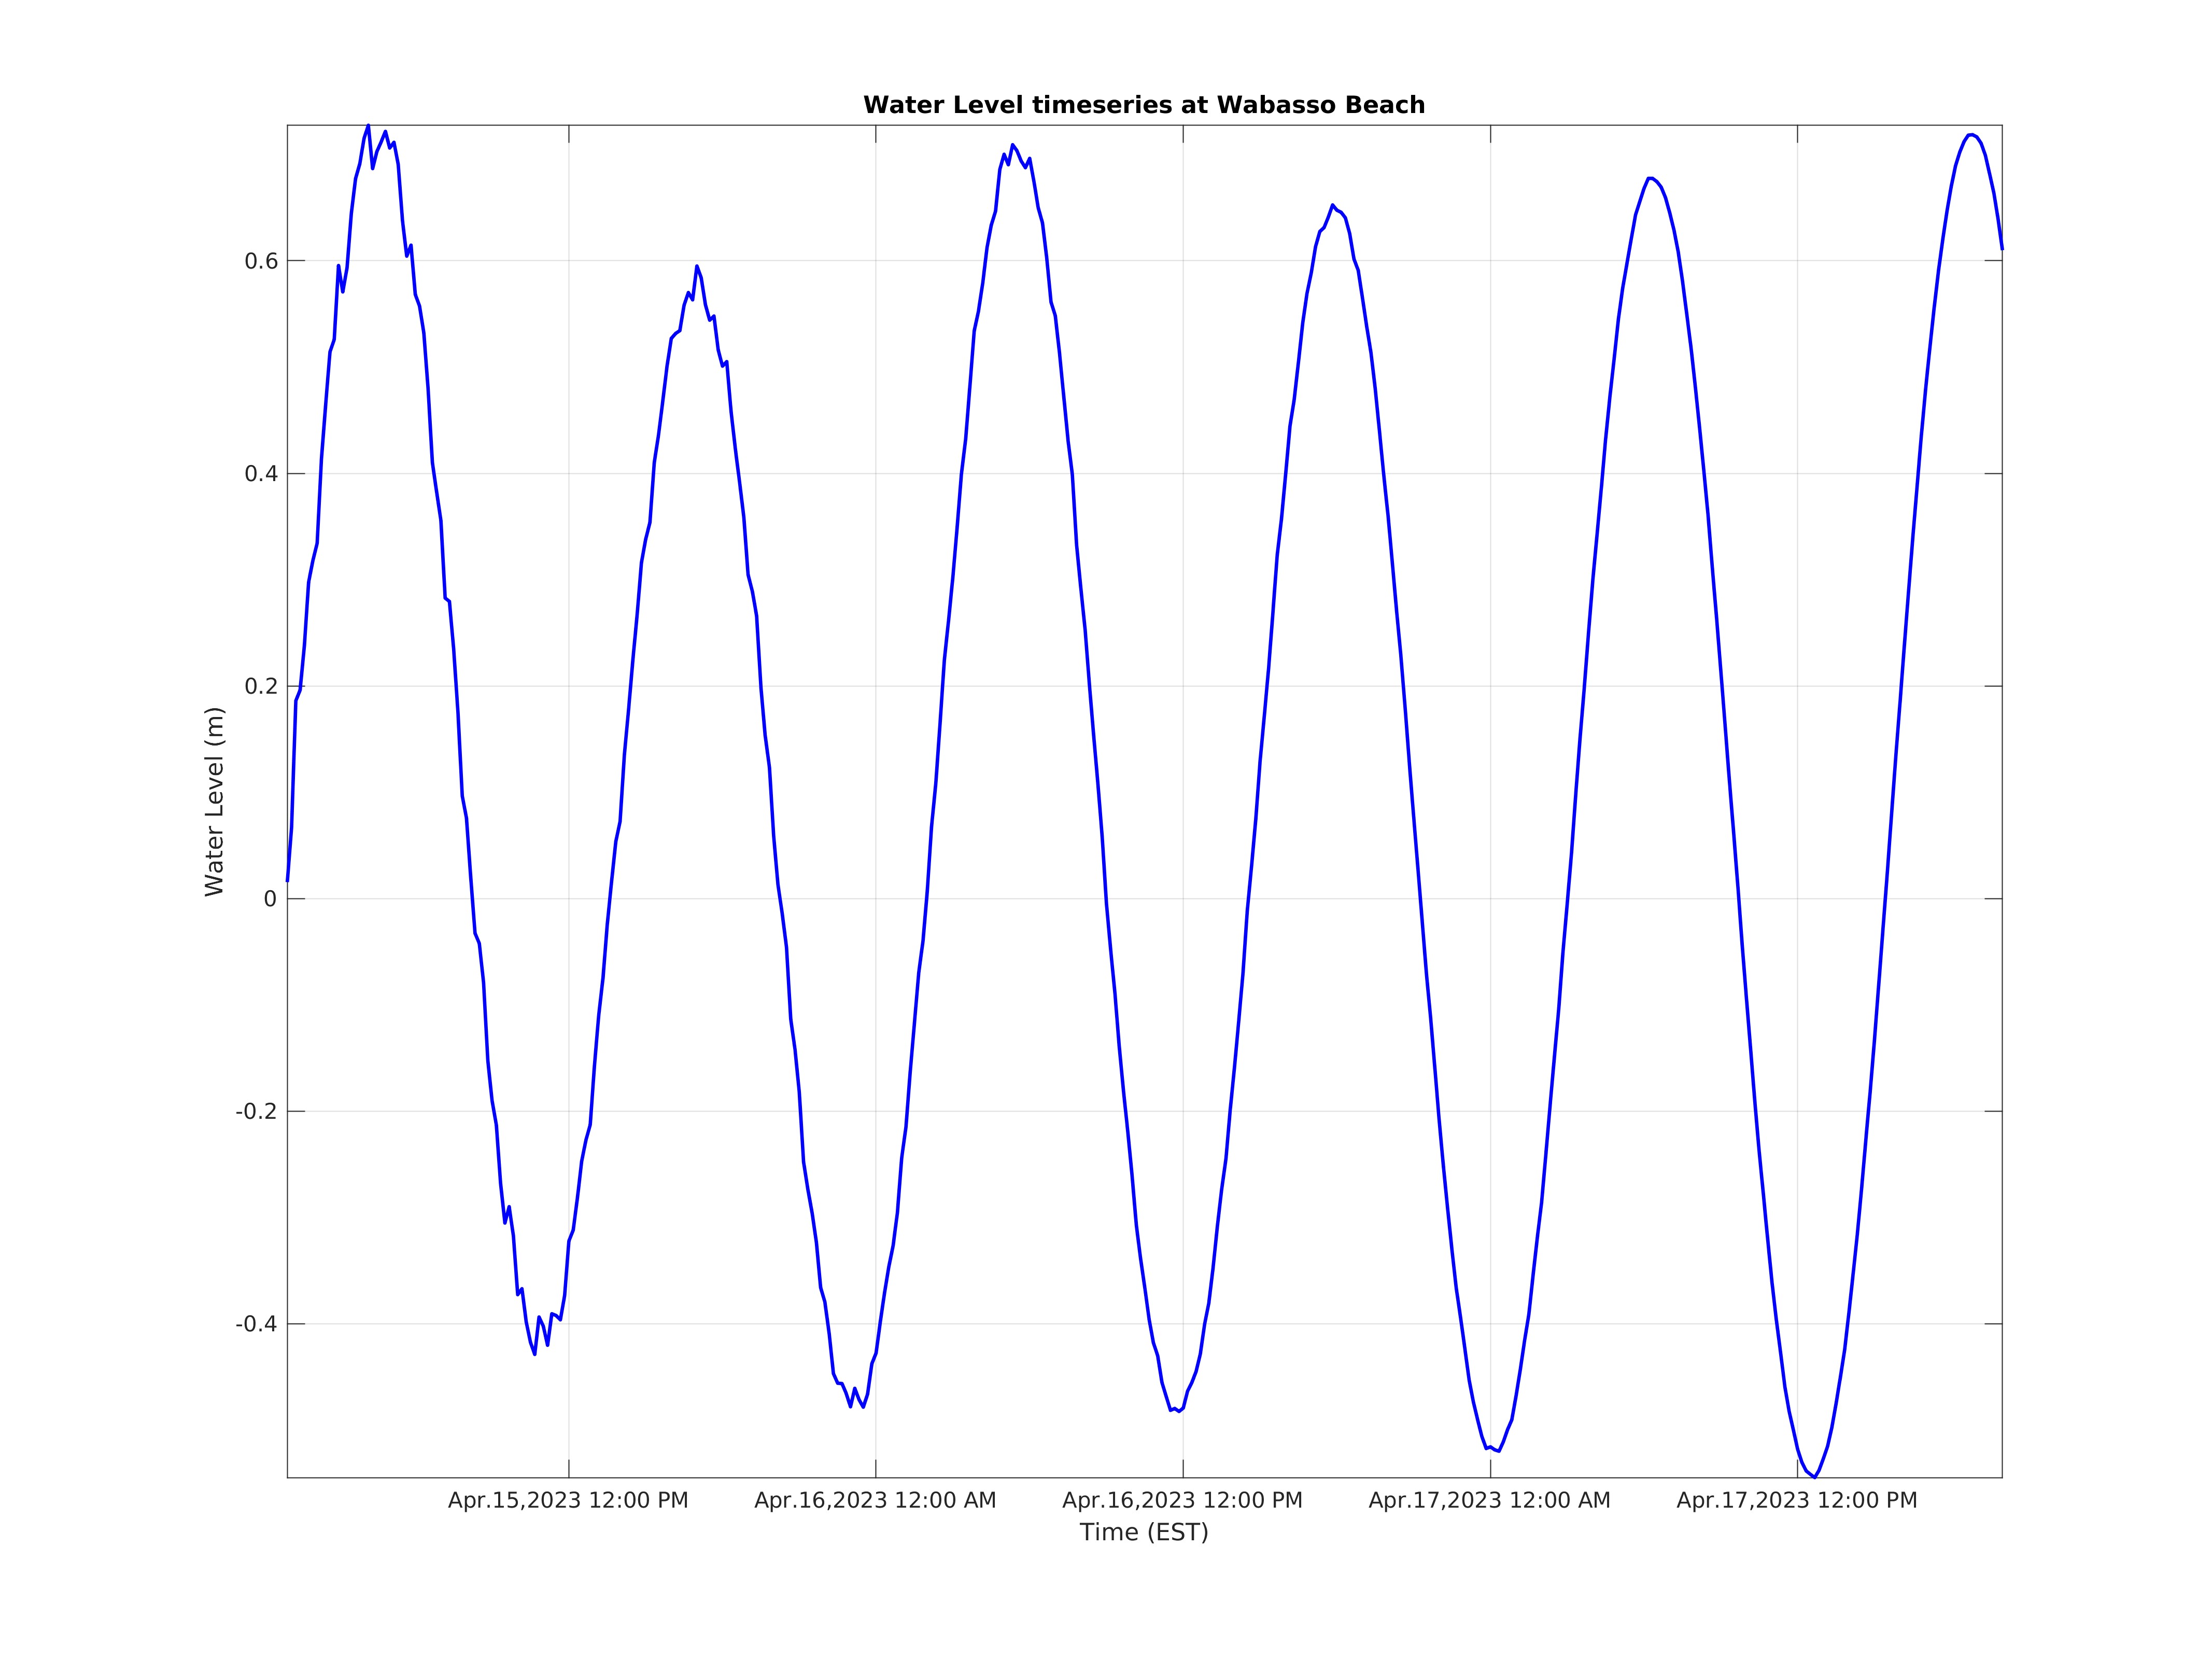 Water Level timeseries at Wabasso Beach
0.6
0.4
0.2
0
-0.2
-0.4
Water Level (m)
Apr.15,2023 12:00 PM
Apr.16,2023 12:00 AM
Apr.16,2023 12:00 PM
Apr.17,2023 12:00 AM
Apr.17,2023 12:00 PM
Time (EST)